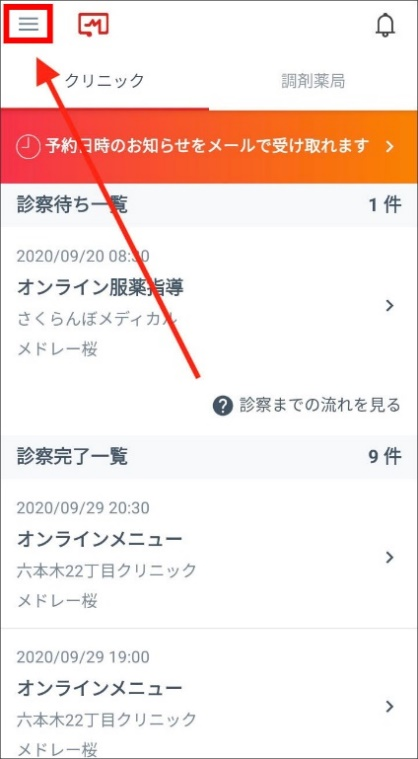 クリニック 調剤薬局
予約日時のお知らせをメールで受け取れます
診察待ち一覧 1 件
2020/09/20 08:30
オンライン服薬指導
さくらんぼメディカル
メドレー桜
? 診察までの流れを見る
診察完了一覧 9 件
2020/09/29 20:30
オンラインメニュー
六本木22丁目クリニック
メドレー桜
2020/09/29 19:00
オンラインメニュー
六本木22丁目クリニック
メドレー桜